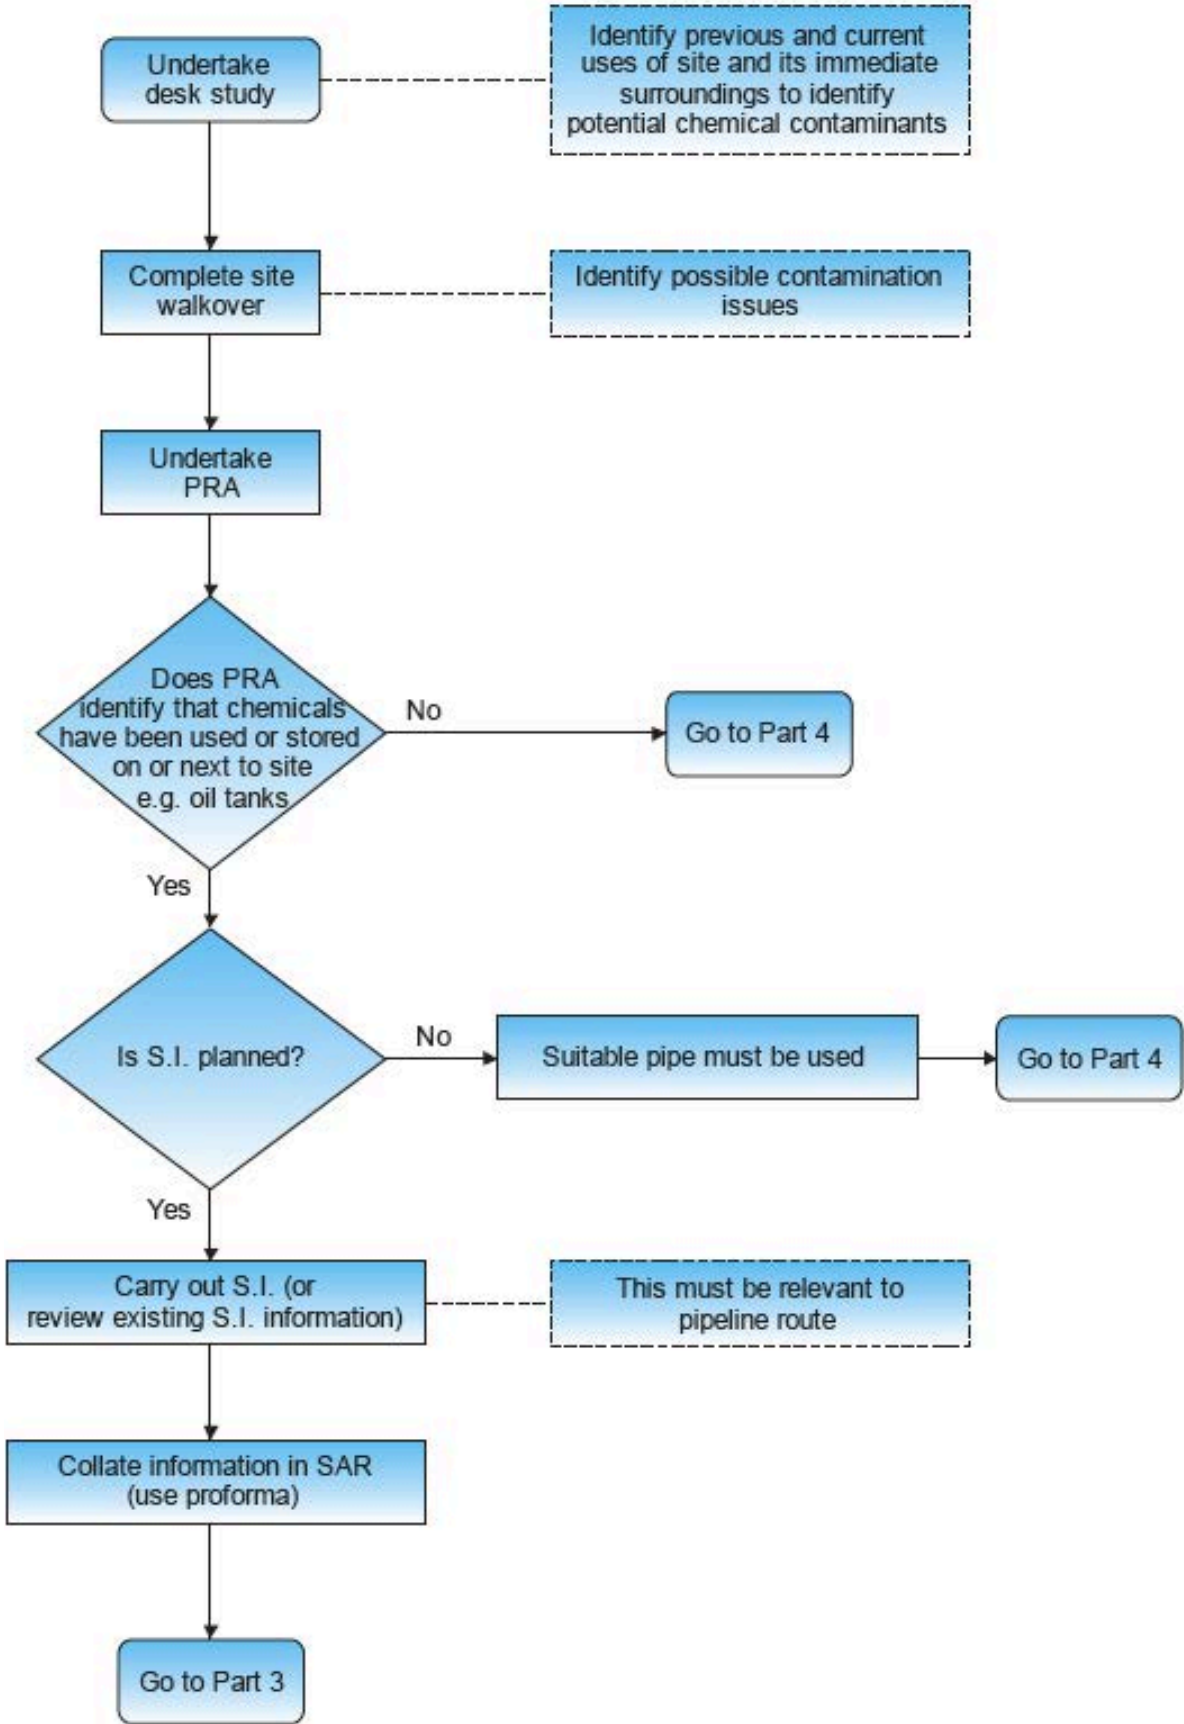 Undertake
desk study
Identify previous and current
uses of site and its immediate
surroundings to identify
potential chemical contaminants
Complete site
walkover
Identify possible contamination
issues
Undertake
PRA
Does PRA
identify that chemicals
have been used or stored
on or next to site
e.g. oil tanks
No
Go to Part 4
Yes
Is S.I. planned?
No
Suitable pipe must be used
Go to Part 4
Yes
Carry out S.I. (or
review existing S.I. information)
This must be relevant to
pipeline route
Collate information in SAR
(use proforma)
Go to Part 3